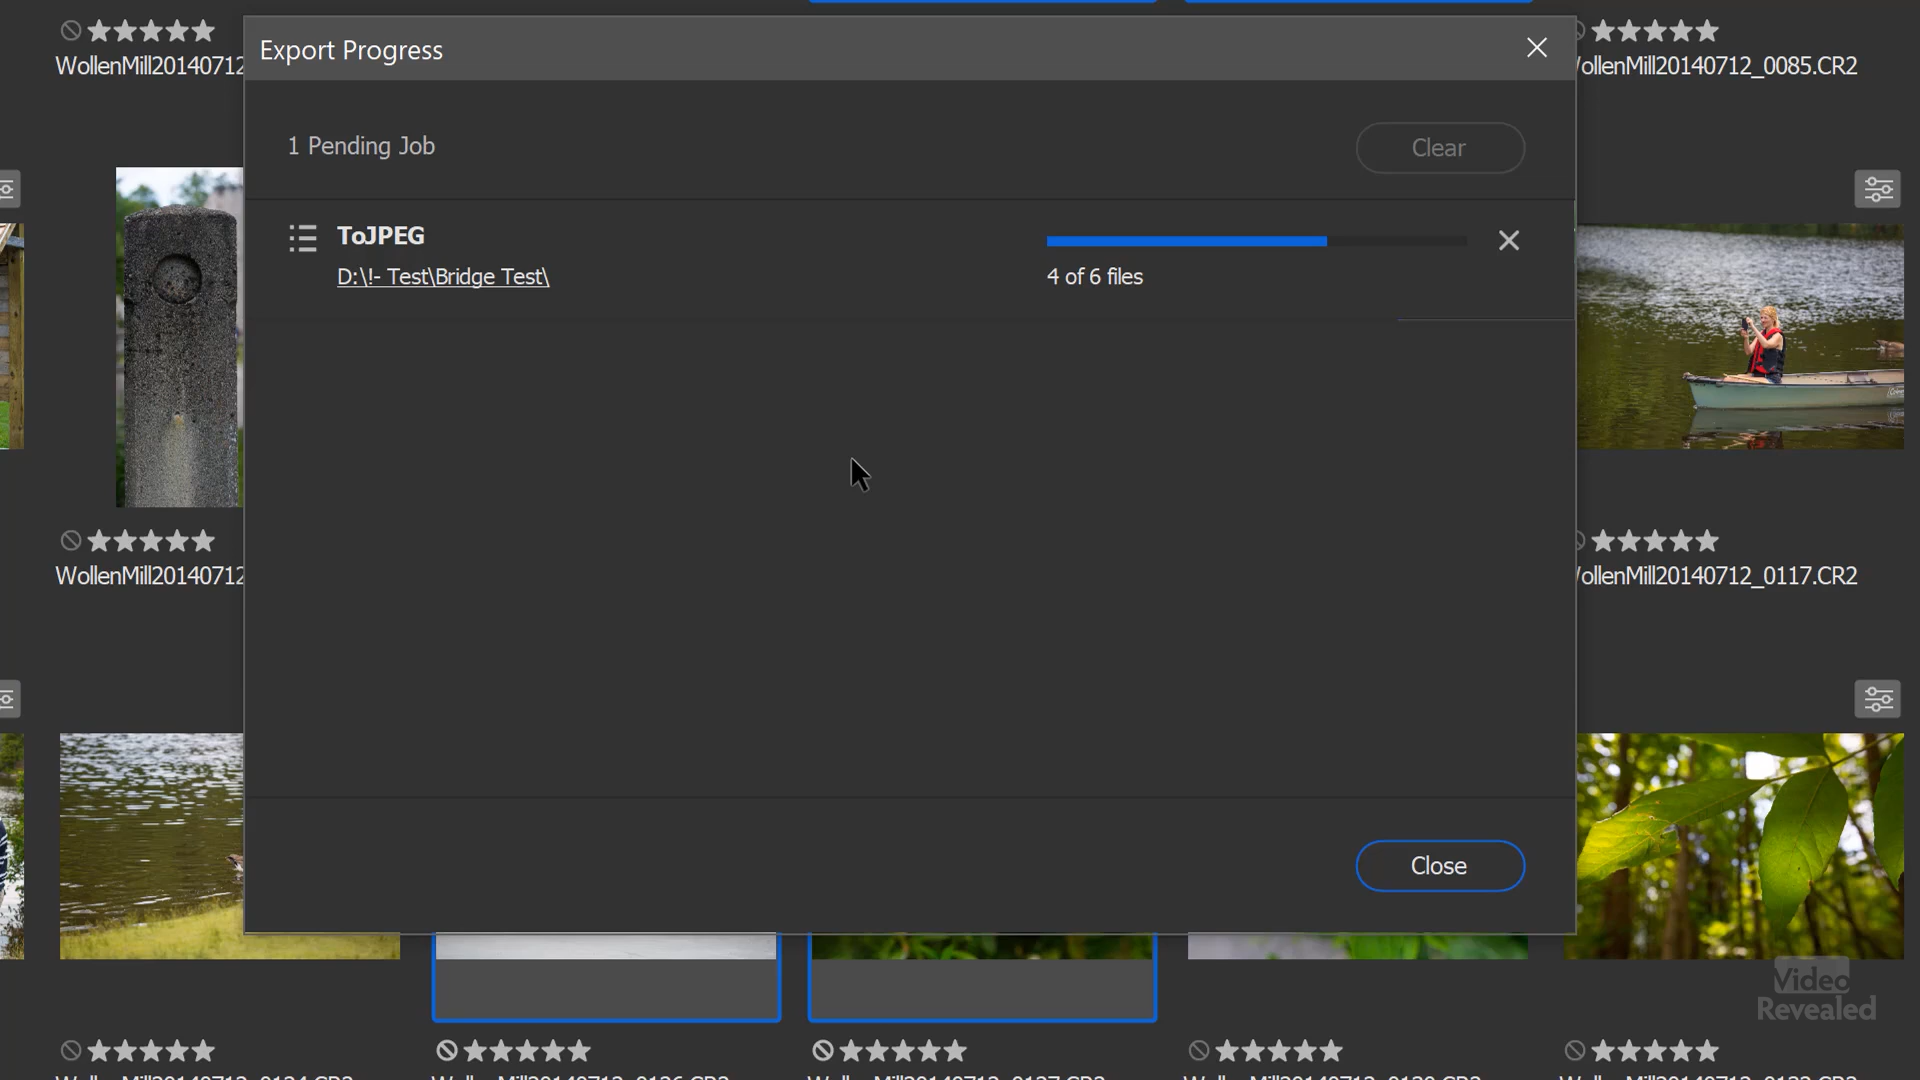 WollenMill20140712
ollenMill20140712_0085.CR2
Export Progress
1 Pending Job
Clear
ToJPEG
D:\!- Test\Bridge Test\
4 of 6 files
WollenMill20140712
ollenMill20140712_0117.CR2
Close
Video
Revealed